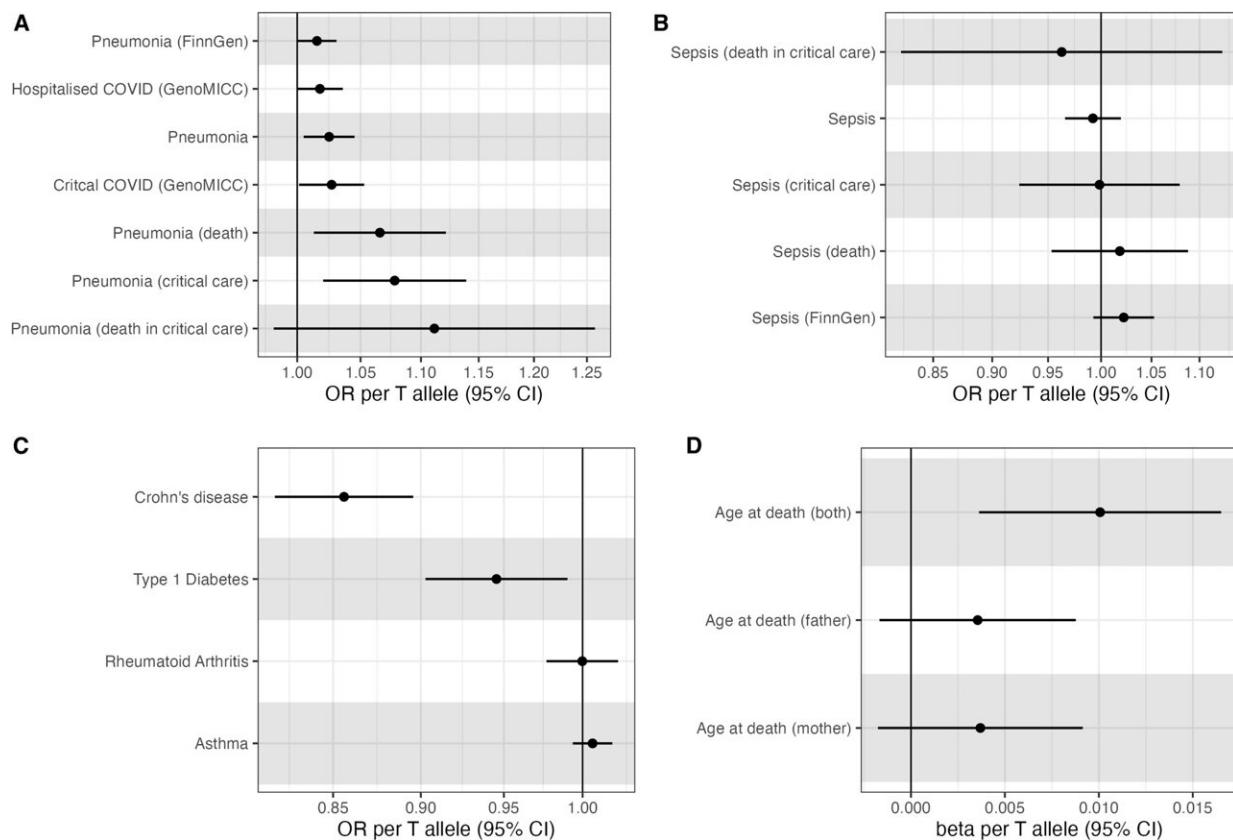 A
Pneumonia (FinnGen)
Hospitalised COVID (GenoMICC)
Pneumonia
Critcal COVID (GenoMICC)
Pneumonia (death)
Pneumonia (critical care)
Pneumonia (death in critical care)
1.00 1.05 1.10 1.15 1.20 1.25
OR per T allele (95% CI)
B
Sepsis (death in critical care)
Sepsis
Sepsis (critical care)
Sepsis (death)
Sepsis (FinnGen)
0.85 0.90 0.95 1.00 1.05 1.10
OR per T allele (95% CI)
C
Crohn's disease
Type 1 Diabetes
Rheumatoid Arthritis
Asthma
0.85 0.90 0.95 1.00
OR per T allele (95% CI)
D
Age at death (both)
Age at death (father)
Age at death (mother)
0.000 0.005 0.010 0.015
beta per T allele (95% CI)